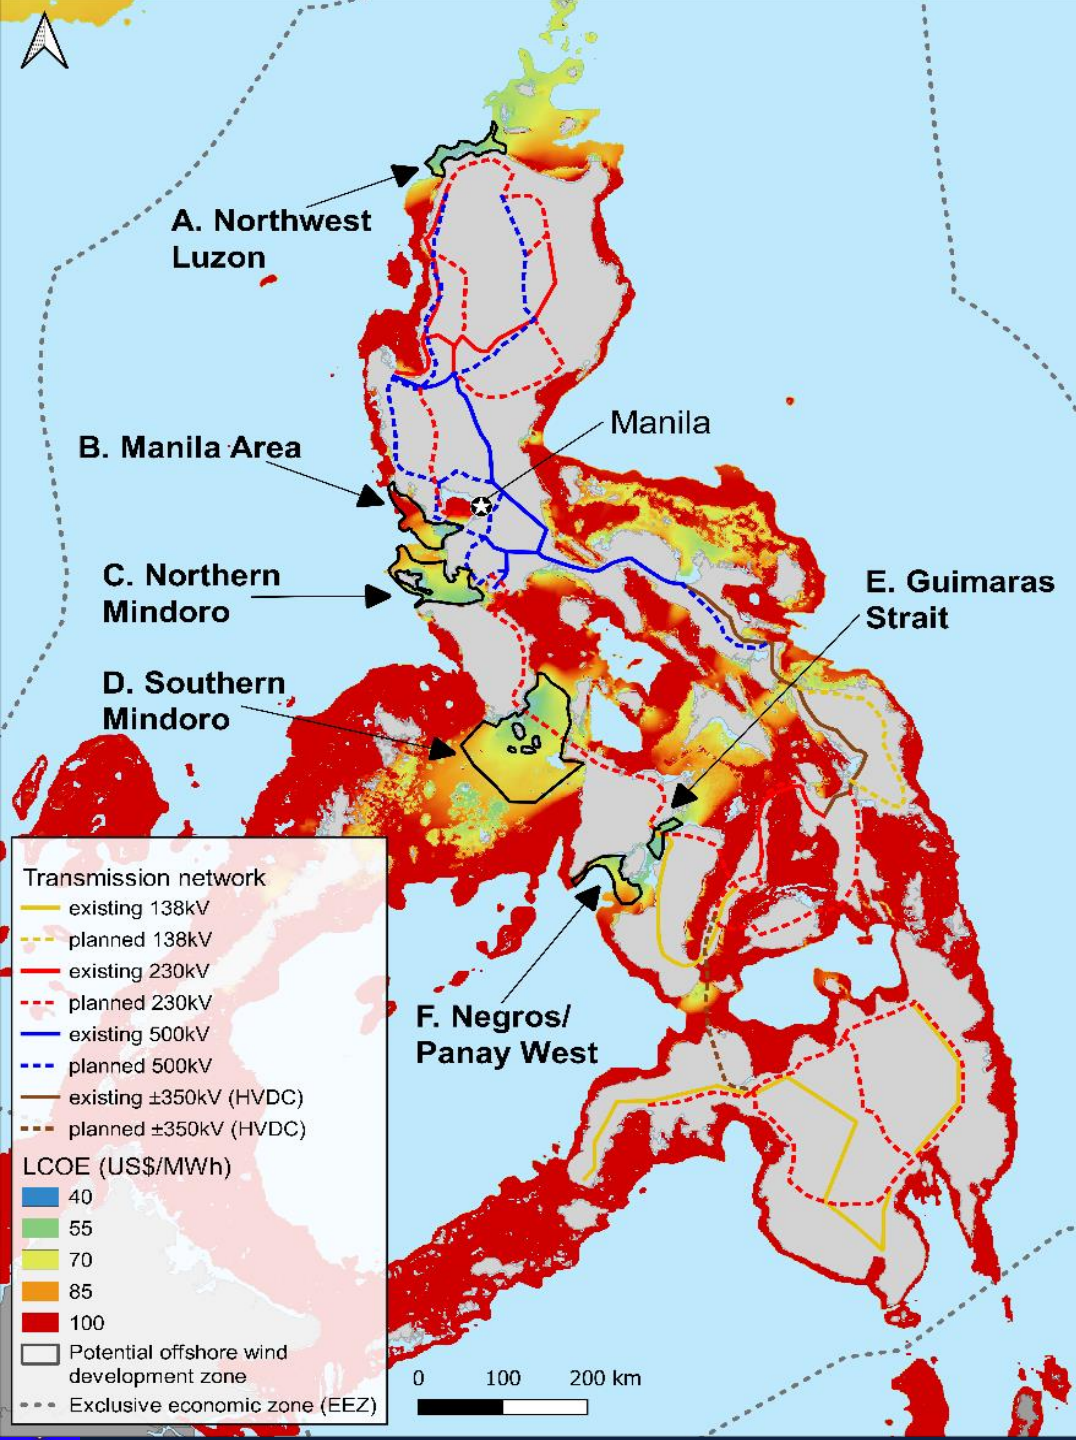 A. Northwest
Luzon
Manila
B. Manila Area
C. Northern
Mindoro
E. Guimaras
Strait
D. Southern
Mindoro
F. Negros/
Panay West
Transmission network
existing 138kV
planned 138kV
existing 230kV
planned 230kV
existing 500kV
planned 500kV
existing ±350kV (HVDC)
planned ±350kV (HVDC)
LCOE (US$/MWh)
40
55
70
85
100
Potential offshore wind
development zone
Exclusive economic zone (EEZ)
0 100 200 km